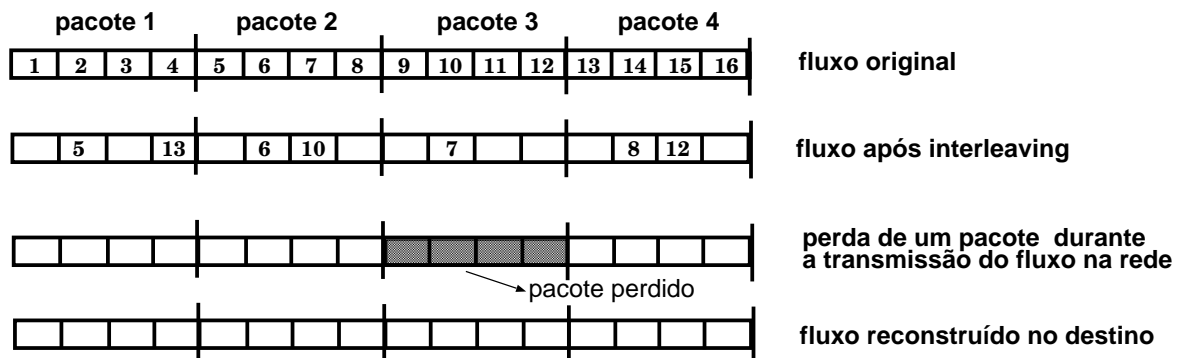 pacote 1 pacote 2 pacote 3 pacote 4
1 2 3 4 5 6 7 8 9 10 11 12 13 14 15 16 fluxo original
5 13 6 10 7 8 12 fluxo após interleaving
perda de um pacote durante
a transmissão do fluxo na rede
pacote perdido
fluxo reconstruído no destino